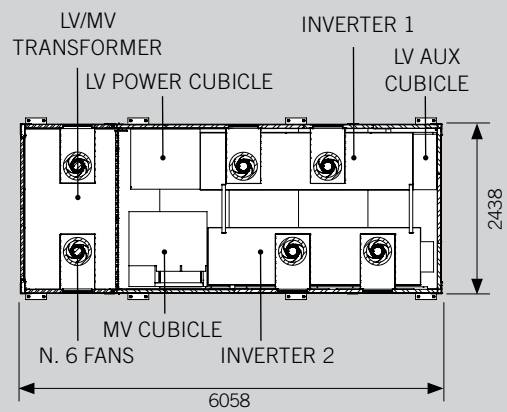 LV/MV
TRANSFORMER
INVERTER 1
LV POWER CUBICLE
LV AUX
CUBICLE
2438
MV CUBICLE
N. 6 FANS
INVERTER 2
6058